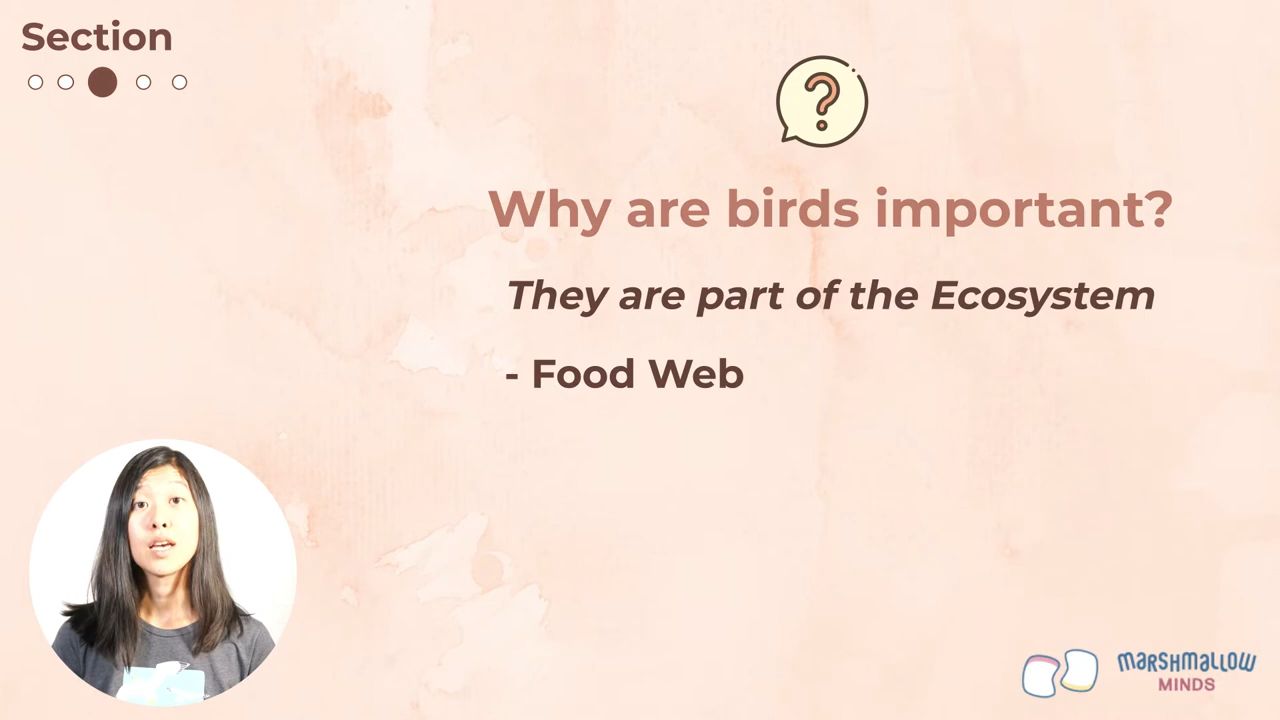 Section
?
Why are birds important?
They are part of the Ecosystem
- Food Web
MARSHMALLOW
MINDS